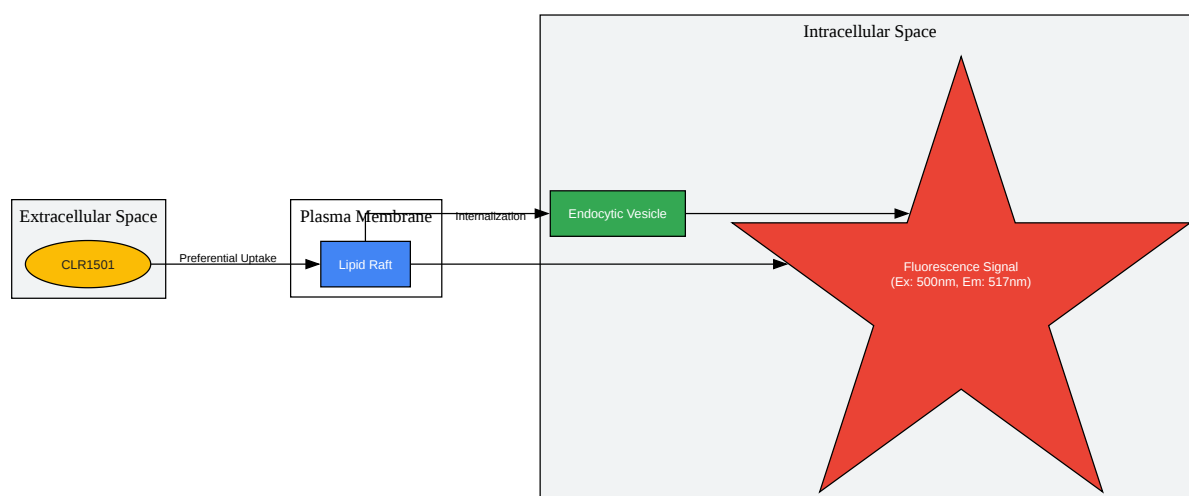 Intracellular Space
Extracellular Space
CLR1501
Preferential Uptake
Plasma Membrane
Lipid Raft
Internalization
Endocytic Vesicle
Fluorescence Signal
(Ex: 500nm, Em: 517nm)